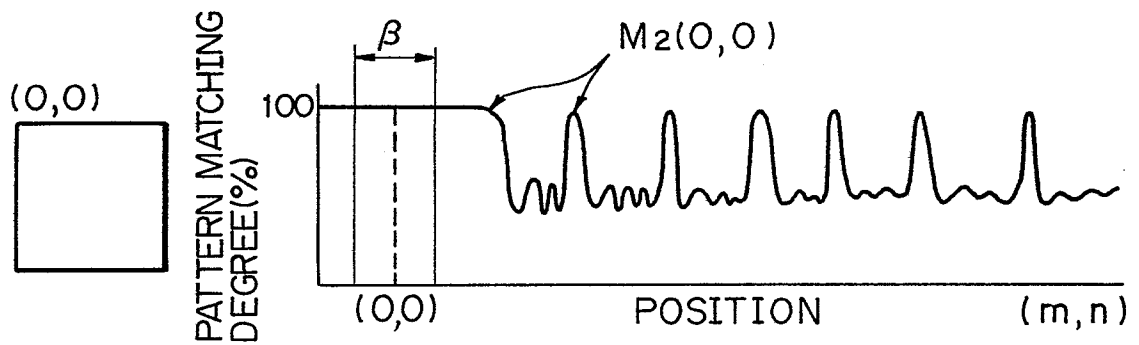 (0,0)
PATTERN MATCHING
DEGREE(%)
100
β
M2(0,0)
(0,0)
POSITION
(m,n)